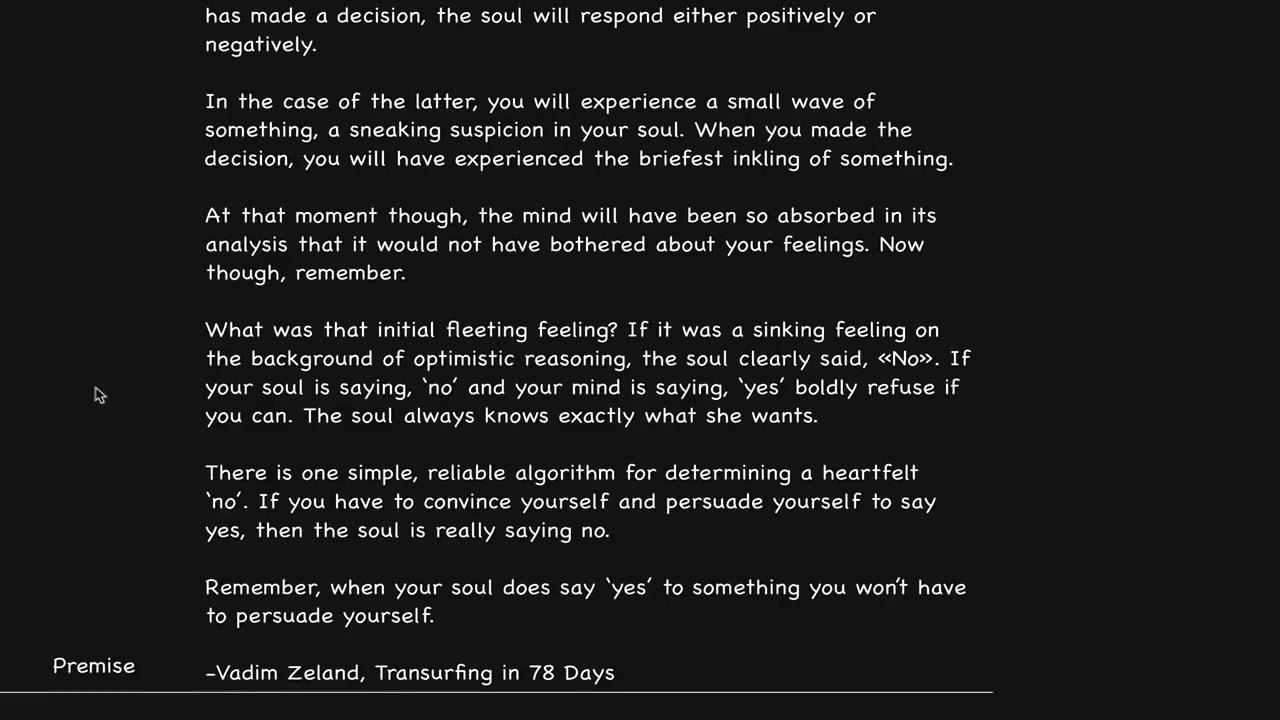 has made a decision, the soul will respond either positively or
negatively.
In the case of the latter, you will experience a small wave of
something, a sneaking suspicion in your soul. When you made the
decision, you will have experienced the briefest inkling of something.
At that moment though, the mind will have been so absorbed in its
analysis that it would not have bothered about your feelings. Now
though, remember.
What was that initial fleeting feeling? If it was a sinking feeling on
the background of optimistic reasoning, the soul clearly said, «No». If
your soul is saying, ‘no’ and your mind is saying, ‘yes’ boldly refuse if
you can. The soul always knows exactly what she wants.
There is one simple, reliable algorithm for determining a heartfelt
‘no’. If you have to convince yourself and persuade yourself to say
yes, then the soul is really saying no.
Remember, when your soul does say ‘yes’ to something you won’t have
to persuade yourself.
Premise
–Vadim Zeland, Transurfing in 78 Days